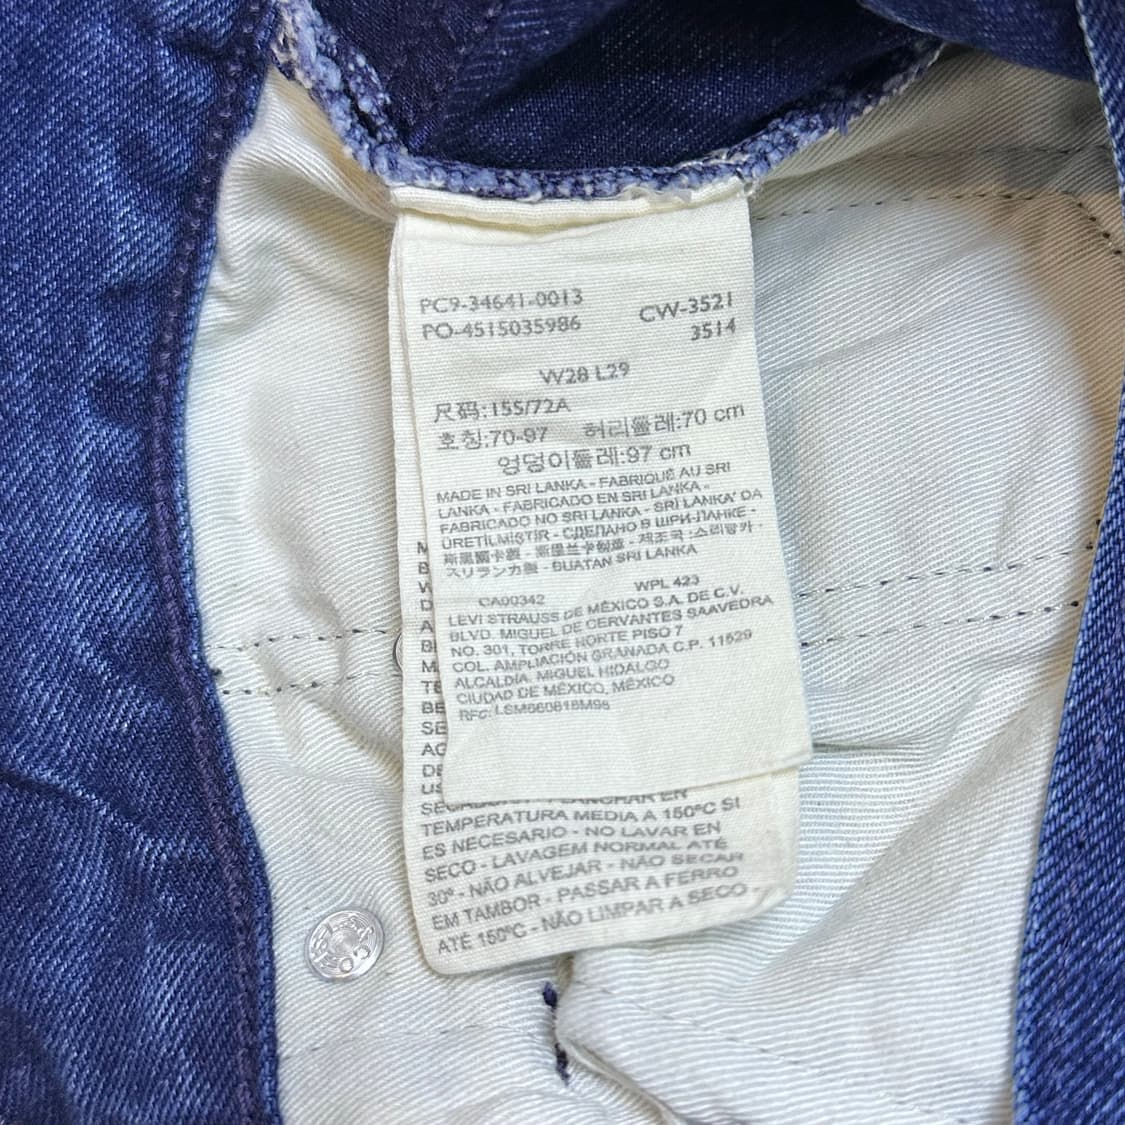 PC9-34641-0013
PO-4515035986
CW-3521
3514
W28 L29
尺码:155/72A
호칭:70-97 허리둘레:70 cm
엉덩이둘레:97 cm
MADE IN SRI LANKA - FABRIQUÉ AU SRI
LANKA - FABRICADO EN SRI LANKA -
FABRICADO NO SRI LANKA - SRI LANKA' DA
ÜRETİLMİŞTİR - СДЕЛАНО В ШРИ-ЛАНКЕ -
斯里蘭卡製 - 斯里兰卡制造 - 제조국 :스리랑카 -
スリランカ製 - BUATAN SRI LANKA
CA00342 WPL 423
LEVI STRAUSS DE MÉXICO S.A. DE C.V.
BLVD. MIGUEL DE CERVANTES SAAVEDRA
NO. 301, TORRE NORTE PISO 7
COL. AMPLIACIÓN GRANADA C.P. 11529
ALCALDÍA. MIGUEL HIDALGO
CIUDAD DE MÉXICO, MÉXICO
RFC:
TEMPERATURA MEDIA A 150ºC SI
ES NECESARIO - NO LAVAR EN
SECO - LAVAGEM NORMAL ATÉ
30º - NÃO ALVEJAR - NÃO SECAR
EM TAMBOR - PASSAR A FERRO
ATÉ 150ºC - NÃO LIMPAR A SECO -